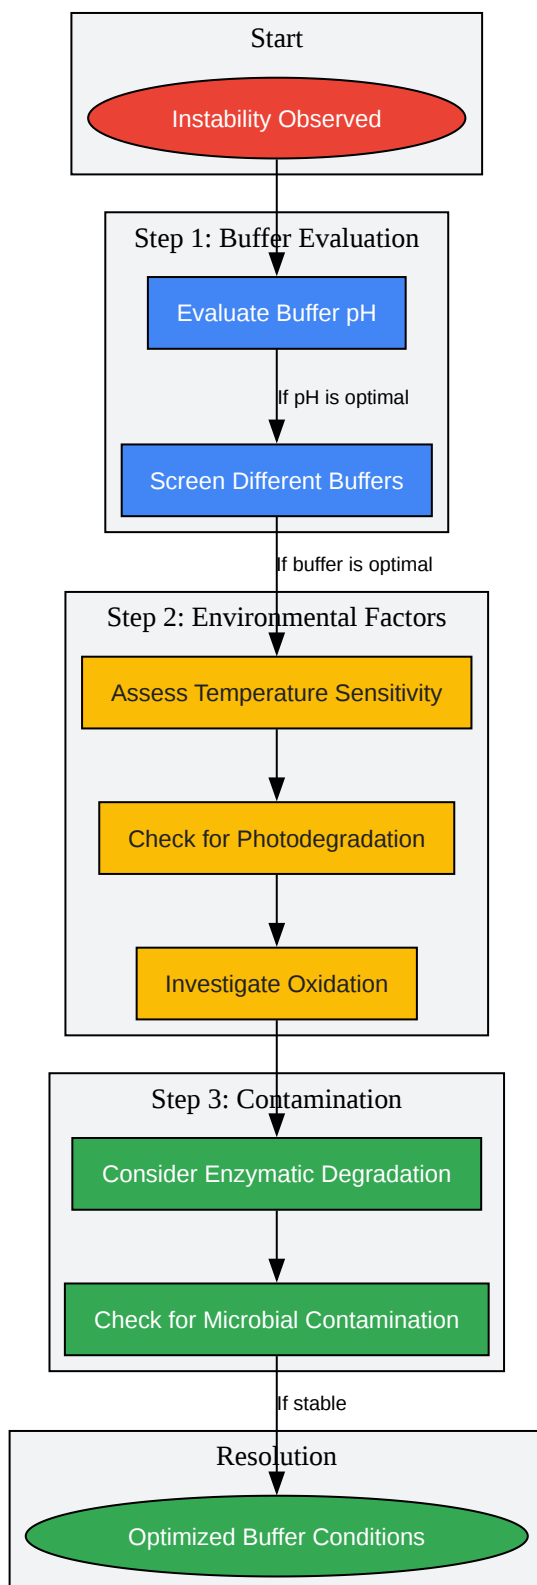 Start
Instability Observed
Step 1: Buffer Evaluation
Evaluate Buffer pH
If pH is optimal
Screen Different Buffers
If buffer is optimal
Step 2: Environmental Factors
Assess Temperature Sensitivity
Check for Photodegradation
Investigate Oxidation
Step 3: Contamination
Consider Enzymatic Degradation
Check for Microbial Contamination
If stable
Resolution
Optimized Buffer Conditions